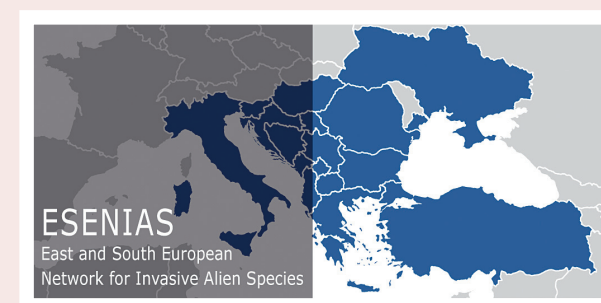 ESENIAS
East and South European
Network for Invasive Alien Species